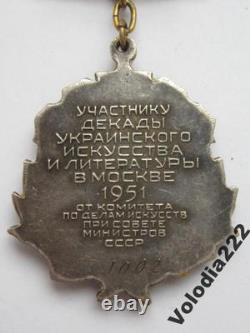 УЧАСТНИКУ
ДЕКАДЫ
УКРАИНСКОГО
ИСКУССТВА
И ЛИТЕРАТУРЫ
В МОСКВЕ
·1951·
ОТ КОМИТЕТА
ПО ДЕЛАМ ИСКУССТВ
ПРИ СОВЕТЕ
МИНИСТРОВ
СССР
Volodia222